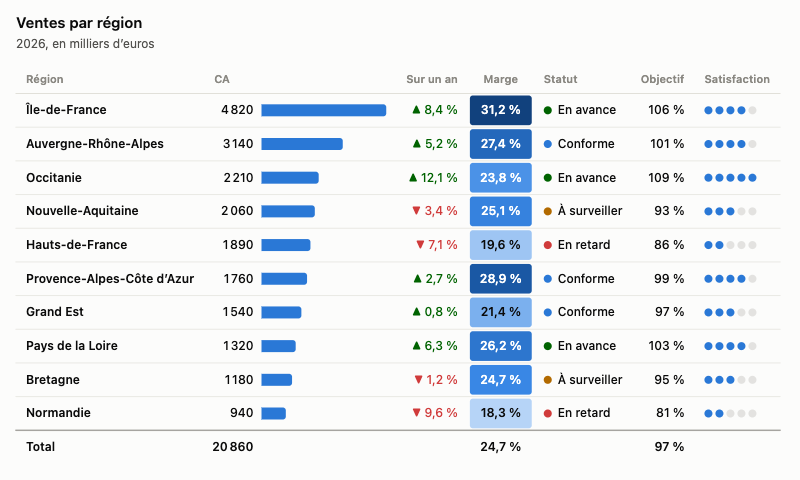 Ventes par région
2026, en milliers d’euros
Région CA Sur un an Marge Statut Objectif Satisfaction
Île-de-France 4 820 ▲ 8,4 % 31,2 % En avance 106 %
Auvergne-Rhône-Alpes 3 140 ▲ 5,2 % 27,4 % Conforme 101 %
Occitanie 2 210 ▲ 12,1 % 23,8 % En avance 109 %
Nouvelle-Aquitaine 2 060 ▼ 3,4 % 25,1 % À surveiller 93 %
Hauts-de-France 1 890 ▼ 7,1 % 19,6 % En retard 86 %
Provence-Alpes-Côte d’Azur 1 760 ▲ 2,7 % 28,9 % Conforme 99 %
Grand Est 1 540 ▲ 0,8 % 21,4 % Conforme 97 %
Pays de la Loire 1 320 ▲ 6,3 % 26,2 % En avance 103 %
Bretagne 1 180 ▼ 1,2 % 24,7 % À surveiller 95 %
Normandie 940 ▼ 9,6 % 18,3 % En retard 81 %
Total 20 860 24,7 % 97 %